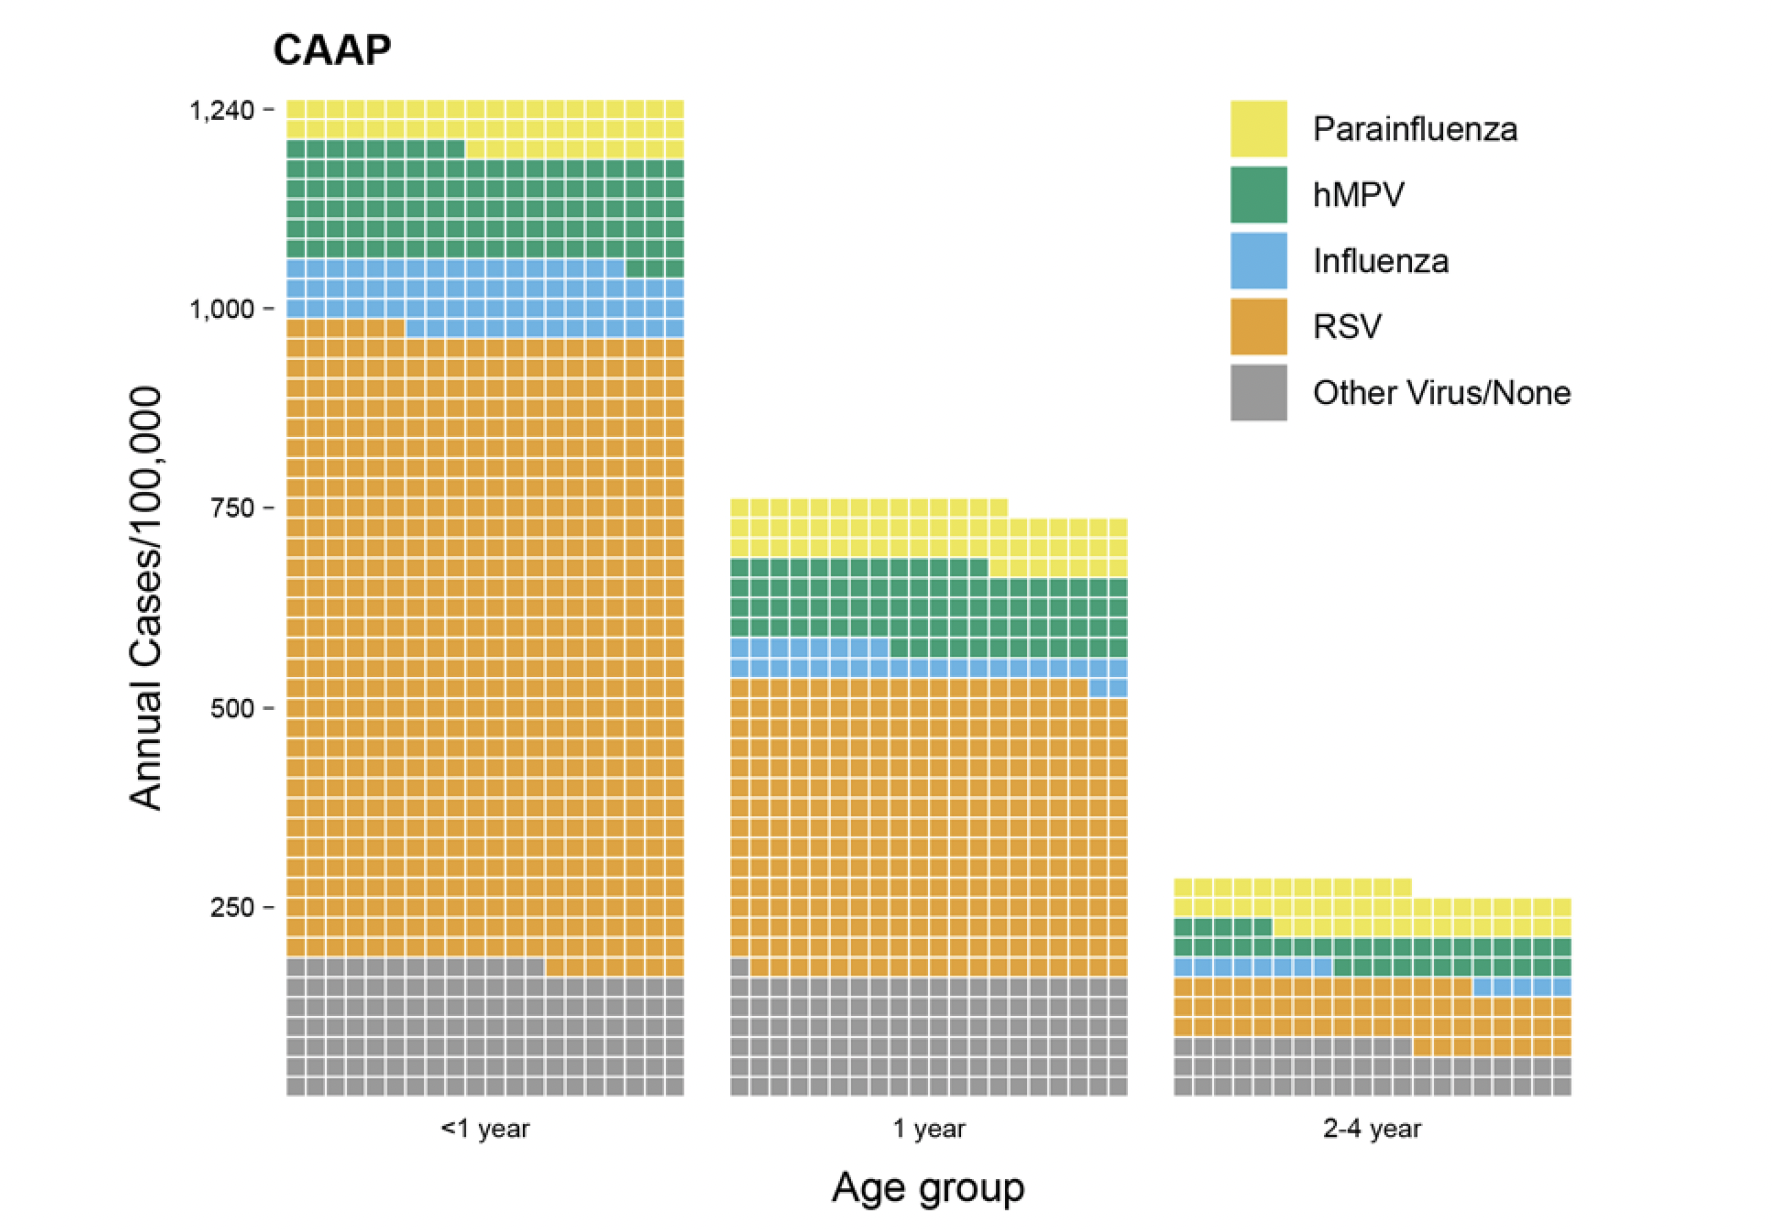 CAAP
1,240
1,000
750
500
250
Annual Cases/100,000
Parainfluenza
hMPV
Influenza
RSV
Other Virus/None
<1 year
1 year
2-4 year
Age group